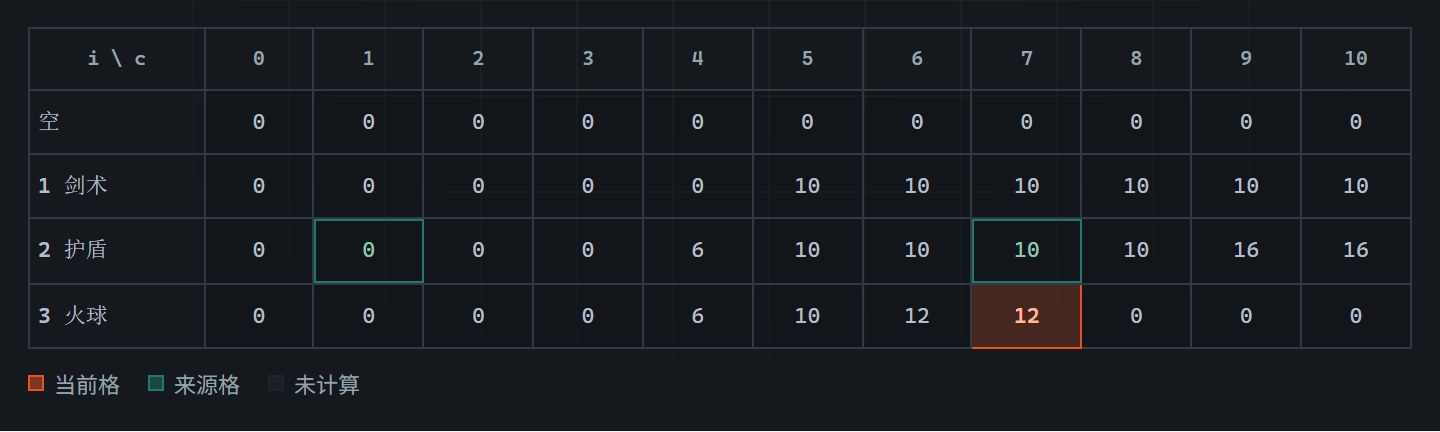 i \ c 0 1 2 3 4 5 6 7 8 9 10
空 0 0 0 0 0 0 0 0 0 0 0
1 剑术 0 0 0 0 0 10 10 10 10 10 10
2 护盾 0 0 0 0 6 10 10 10 10 16 16
3 火球 0 0 0 0 6 10 12 12 0 0 0
当前格 来源格 未计算